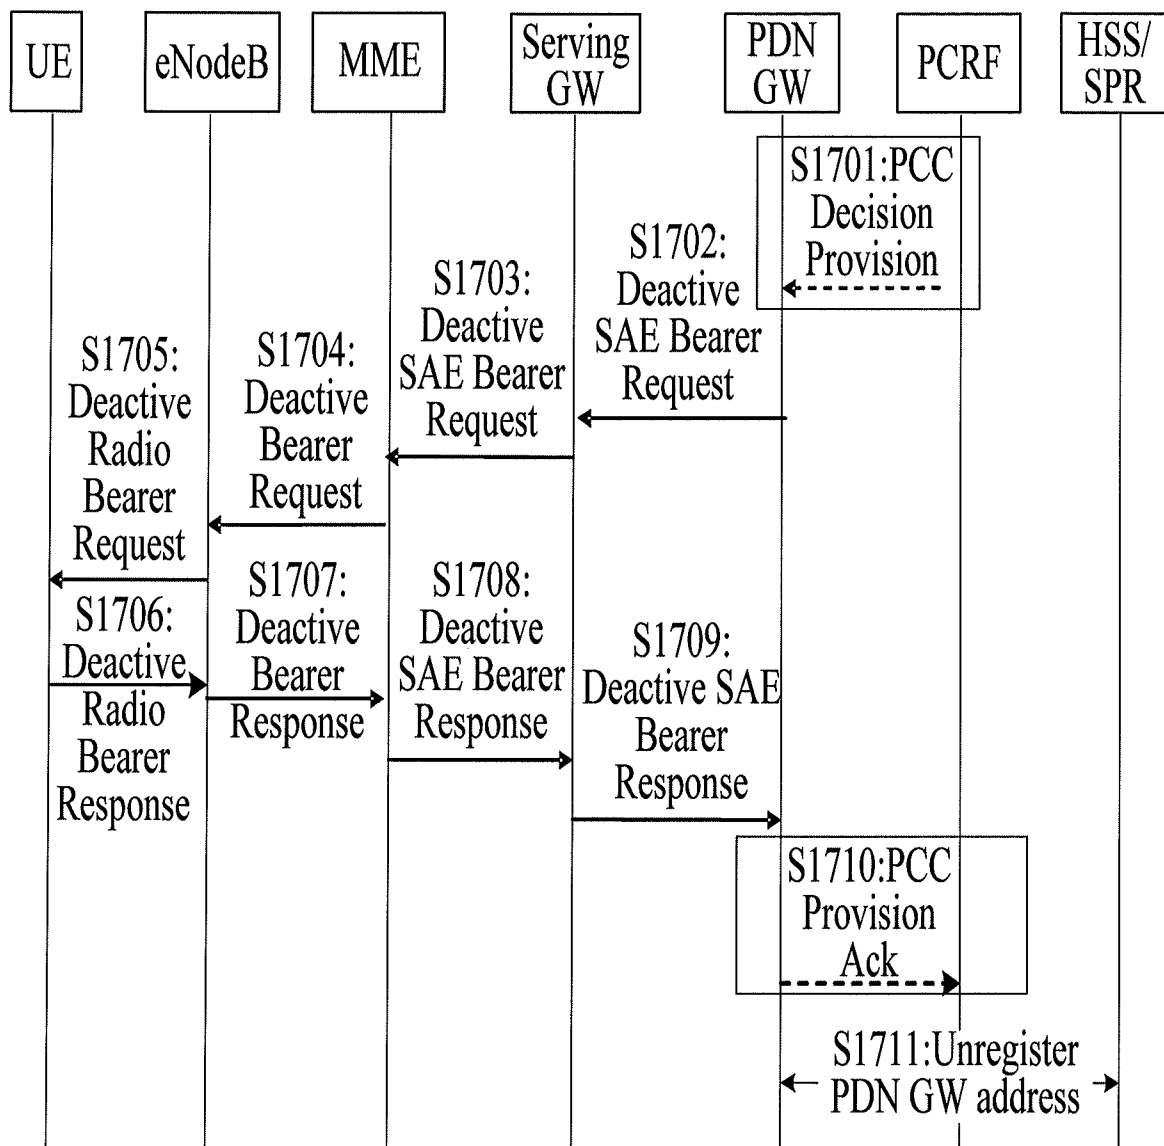 UE
eNodeB
MME
Serving
GW
PDN
GW
PCRF
HSS/
SPR
S1701:PCC
Decision
Provision
S1702:
Deactive
SAE Bearer
Request
S1703:
Deactive
SAE Bearer
Request
S1704:
Deactive
Bearer
Request
S1705:
Deactive
Radio
Bearer
Request
S1706:
Deactive
Radio
Bearer
Response
S1707:
Deactive
Bearer
Response
S1708:
Deactive
SAE Bearer
Response
S1709:
Deactive SAE
Bearer
Response
S1710:PCC
Provision
Ack
S1711:Unregister
PDN GW address